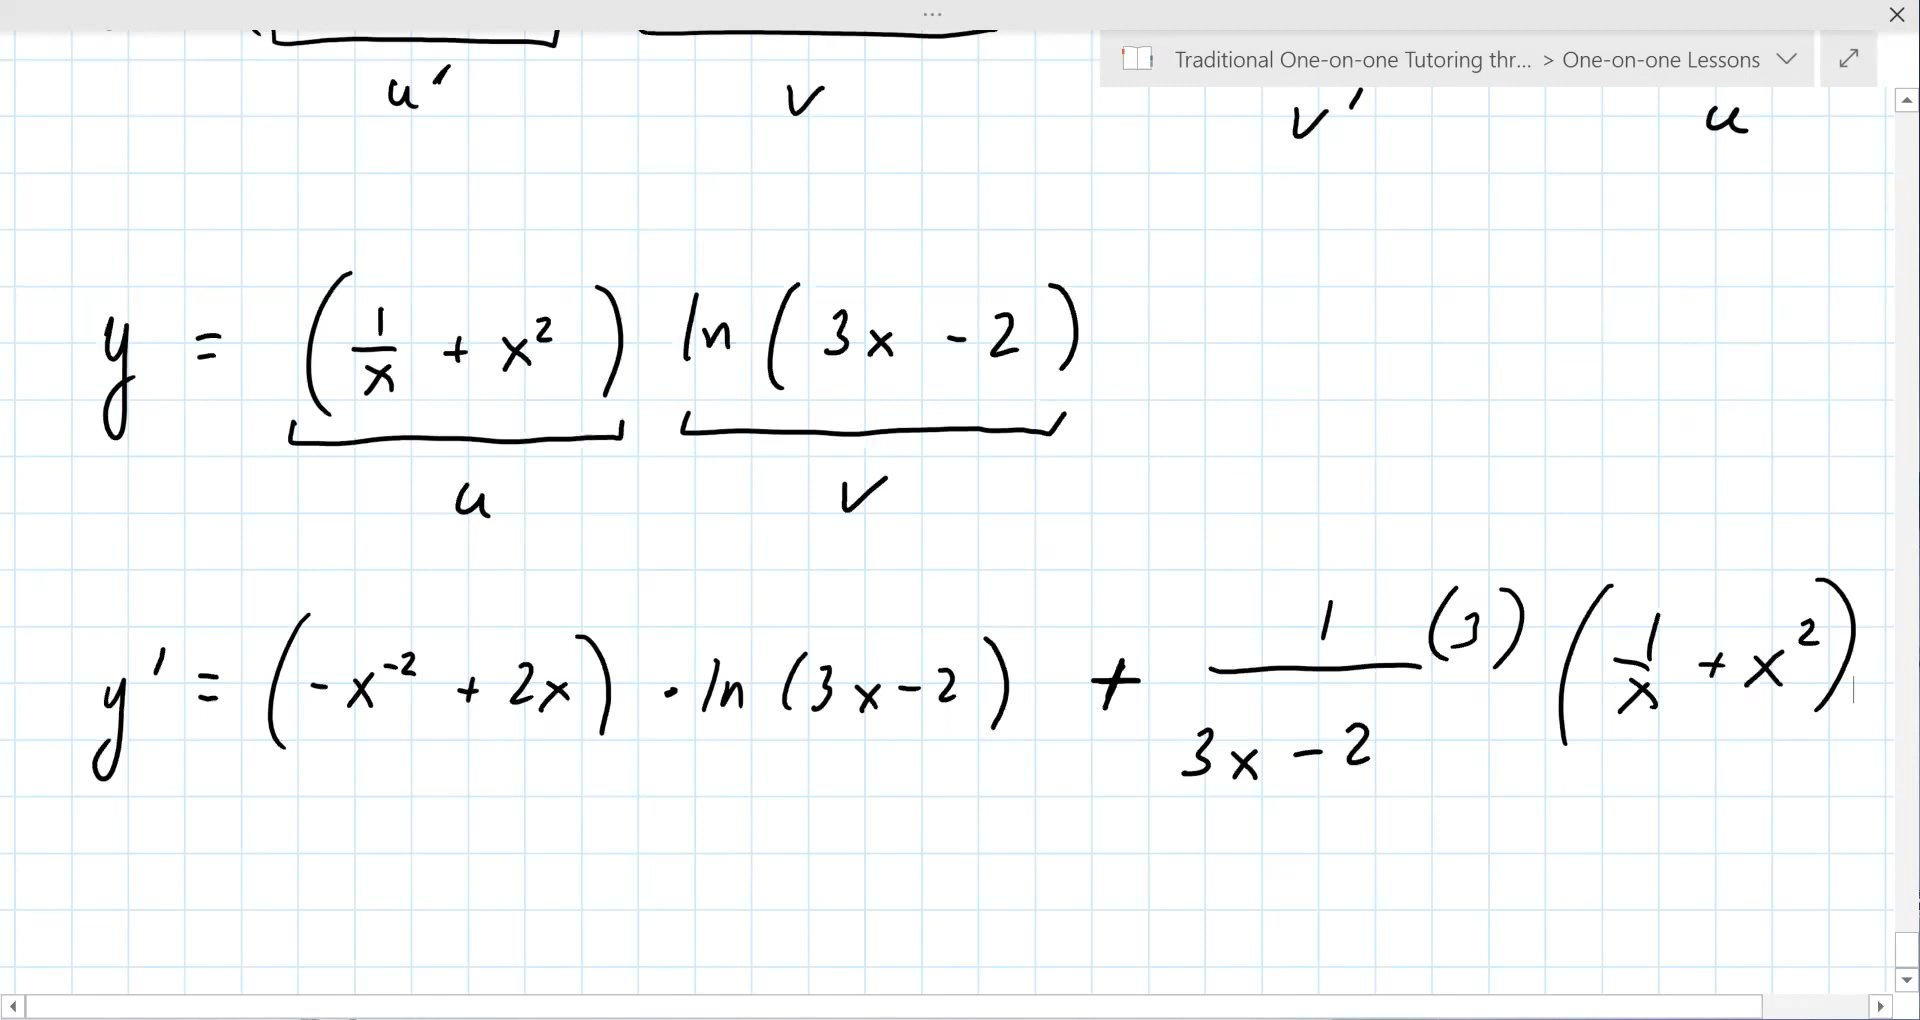 Traditional One-on-one Tutoring thr... > One-on-one Lessons
u' v v' u
y = (1/x + x²) ln (3x - 2)
u v
y' = (-x⁻² + 2x) · ln (3x - 2) + 1/(3x - 2) (3) (1/x + x²)